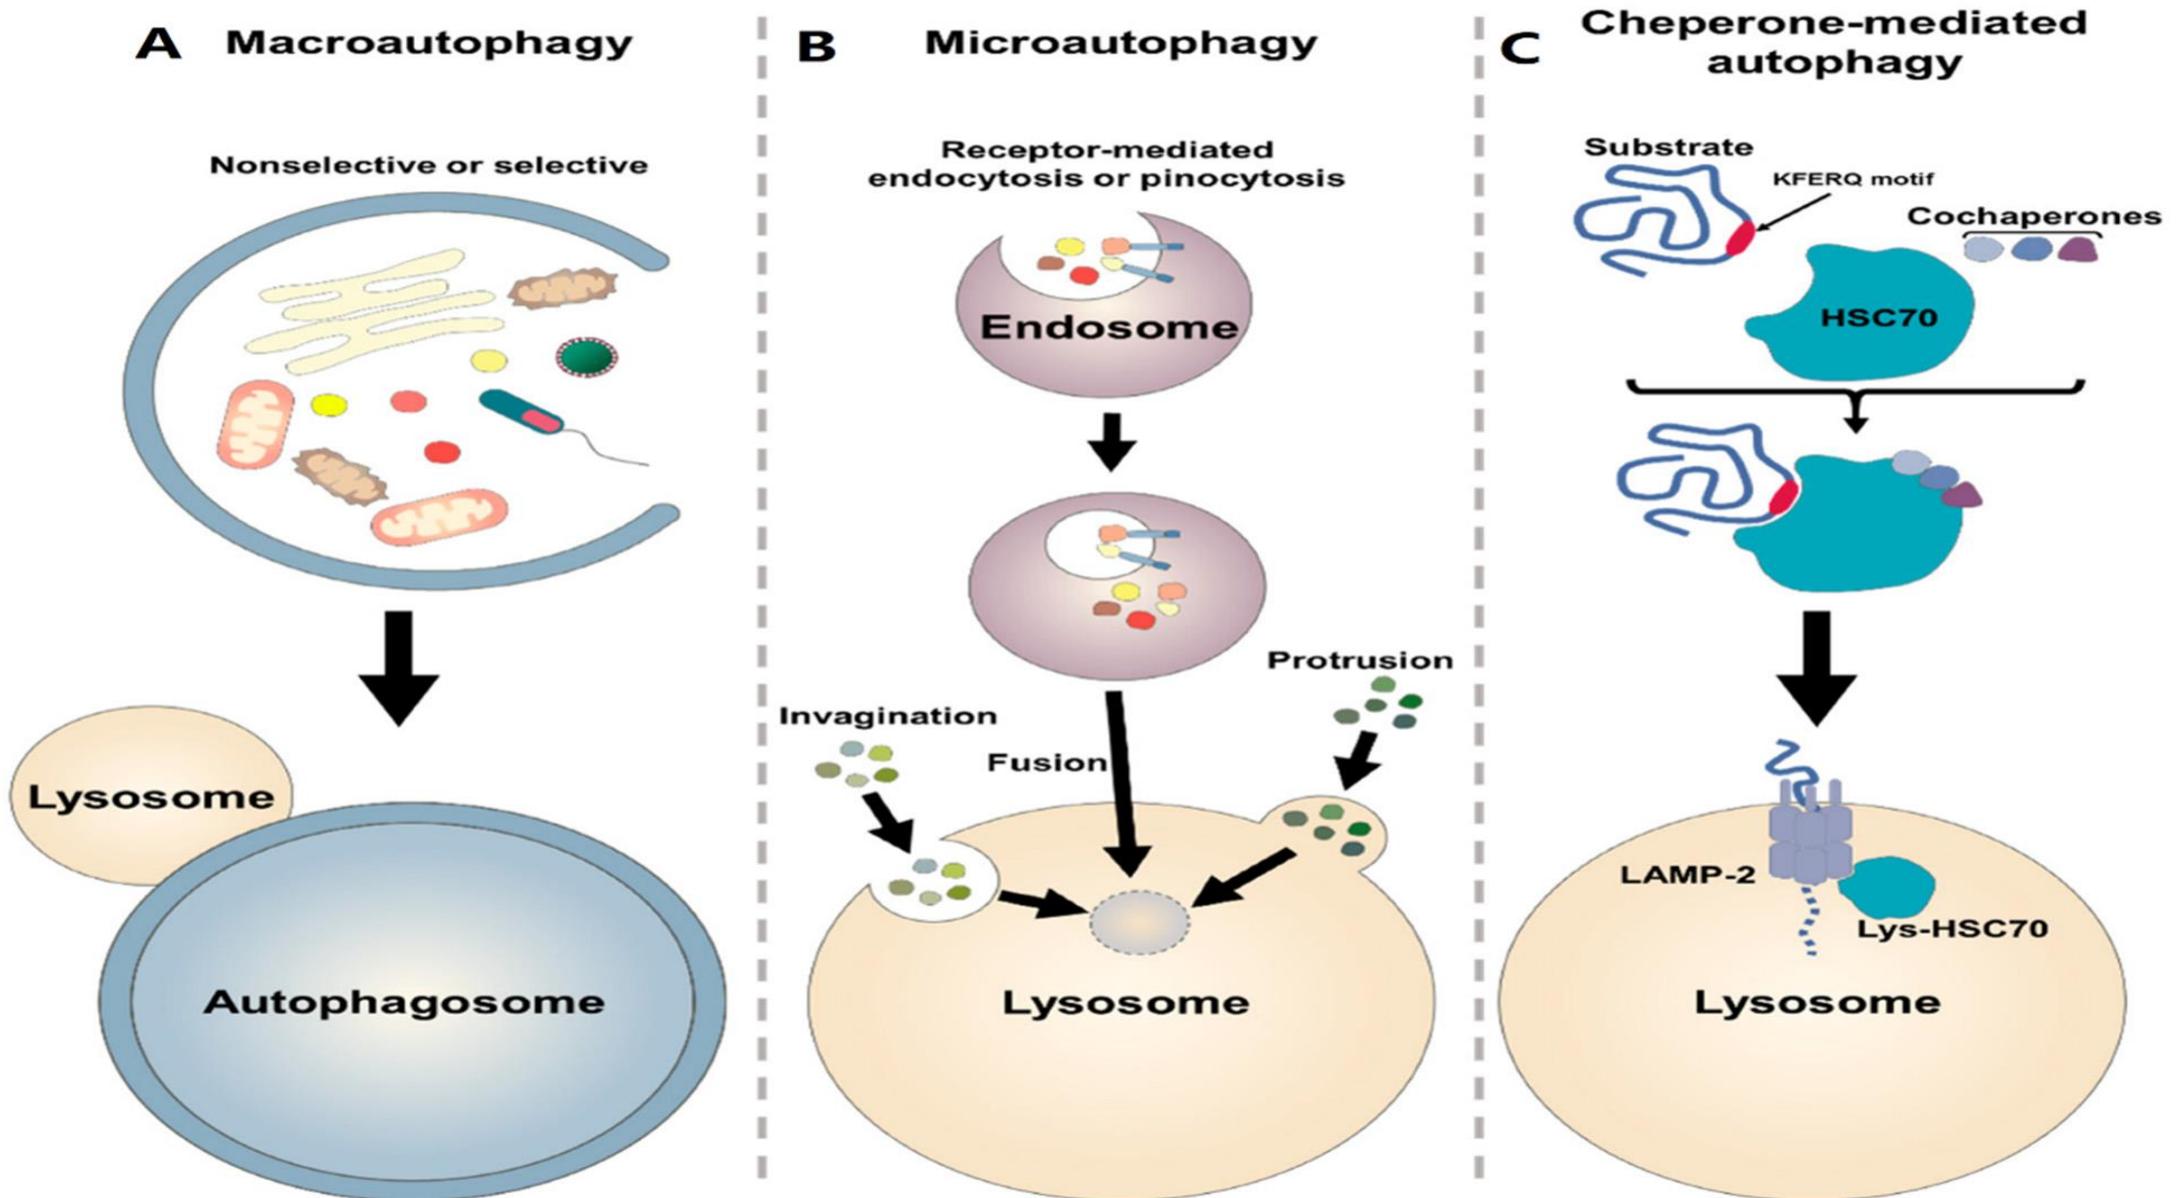 A Macroautophagy
Nonselective or selective
Lysosome
Autophagosome
B Microautophagy
Receptor-mediated
endocytosis or pinocytosis
Endosome
Protrusion
Invagination
Fusion
Lysosome
C Cheperone-mediated
autophagy
Substrate
KFERQ motif
Cochaperones
HSC70
LAMP-2
Lys-HSC70
Lysosome